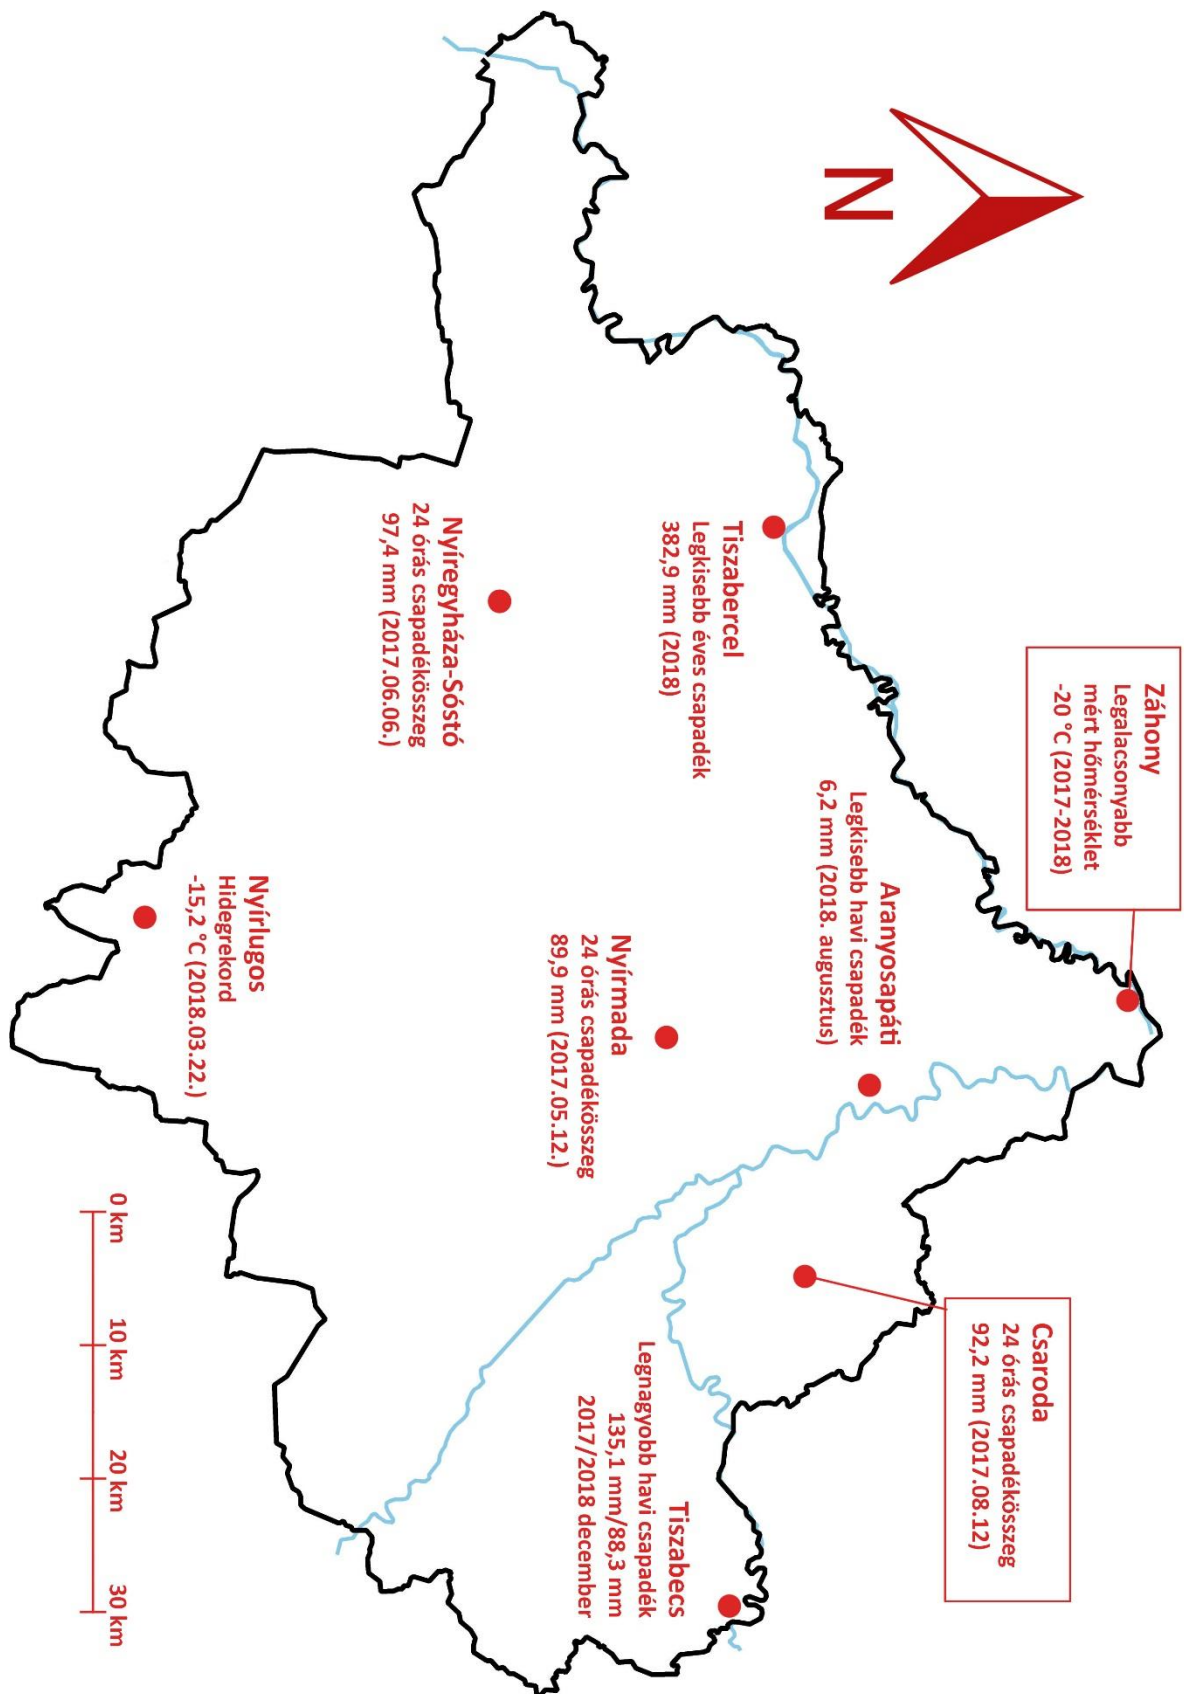 N
Záhony
Legalacsonyabb
mért hőmérséklet
-20 °C (2017-2018)
Csaroda
24 órás csapadékösszeg
92,2 mm (2017.08.12)
Aranyosapáti
Legkisebb havi csapadék
6,2 mm (2018. augusztus)
Tiszabercel
Legkisebb éves csapadék
382,9 mm (2018)
Tiszabecs
Legnagyobb havi csapadék
135,1 mm/88,3 mm
2017/2018 december
Nyírmada
24 órás csapadékösszeg
89,9 mm (2017.05.12.)
Nyíregyháza-Sóstó
24 órás csapadékösszeg
97,4 mm (2017.06.06.)
Nyírlugos
Hidegrekord
-15,2 °C (2018.03.22.)
0 km 10 km 20 km 30 km